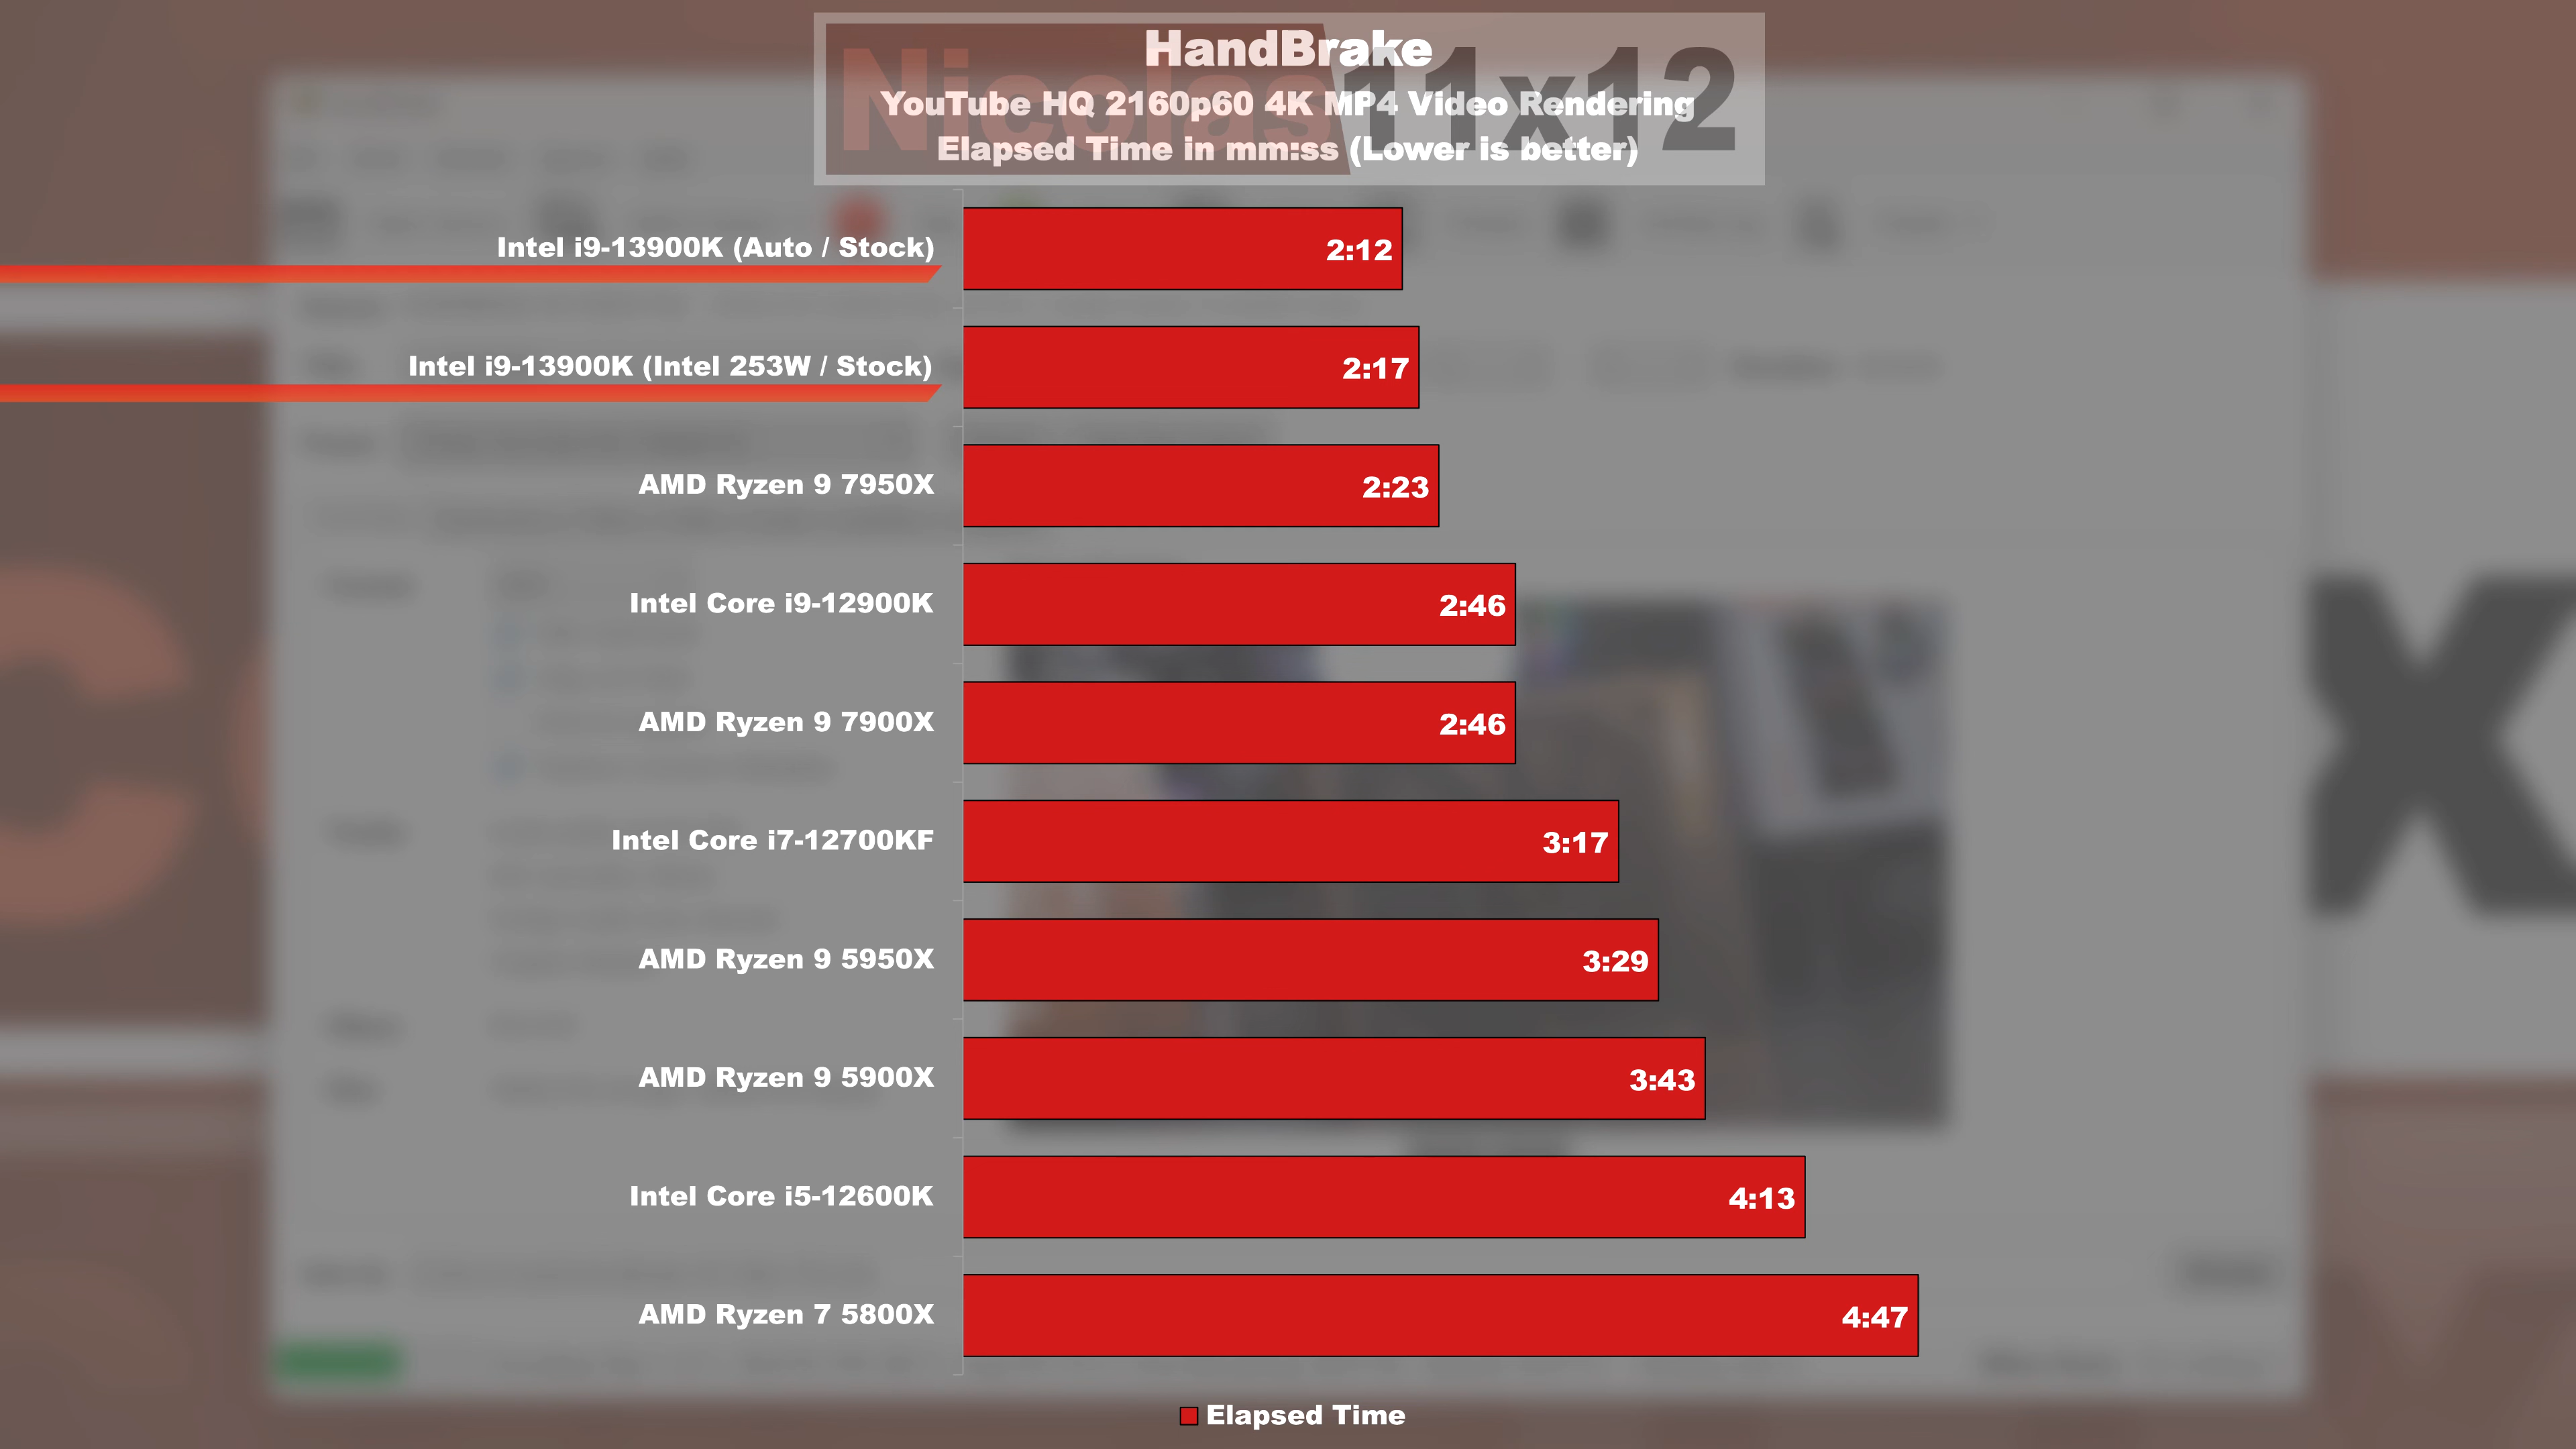 HandBrake
Nicolas11x12
YouTube HQ 2160p60 4K MP4 Video Rendering
Elapsed Time in mm:ss (Lower is better)
Intel i9-13900K (Auto / Stock) 2:12
Intel i9-13900K (Intel 253W / Stock) 2:17
AMD Ryzen 9 7950X 2:23
Intel Core i9-12900K 2:46
AMD Ryzen 9 7900X 2:46
Intel Core i7-12700KF 3:17
AMD Ryzen 9 5950X 3:29
AMD Ryzen 9 5900X 3:43
Intel Core i5-12600K 4:13
AMD Ryzen 7 5800X 4:47
Elapsed Time